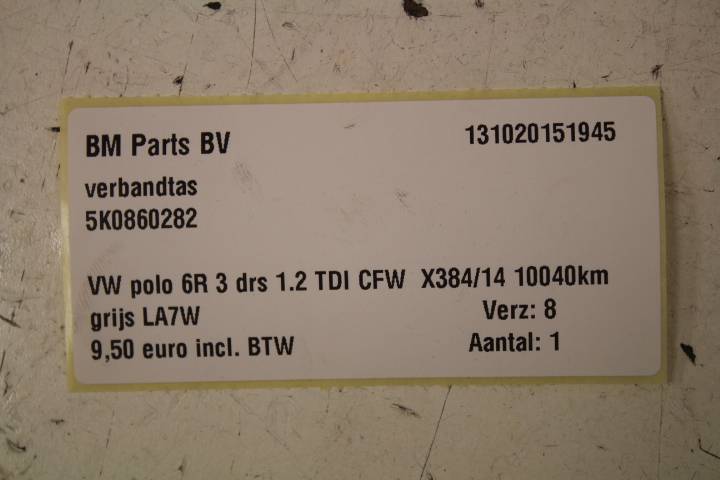 BM Parts BV 131020151945
verbandtas
5K0860282
VW polo 6R 3 drs 1.2 TDI CFW X384/14 10040km
grijs LA7W Verz: 8
9,50 euro incl. BTW Aantal: 1